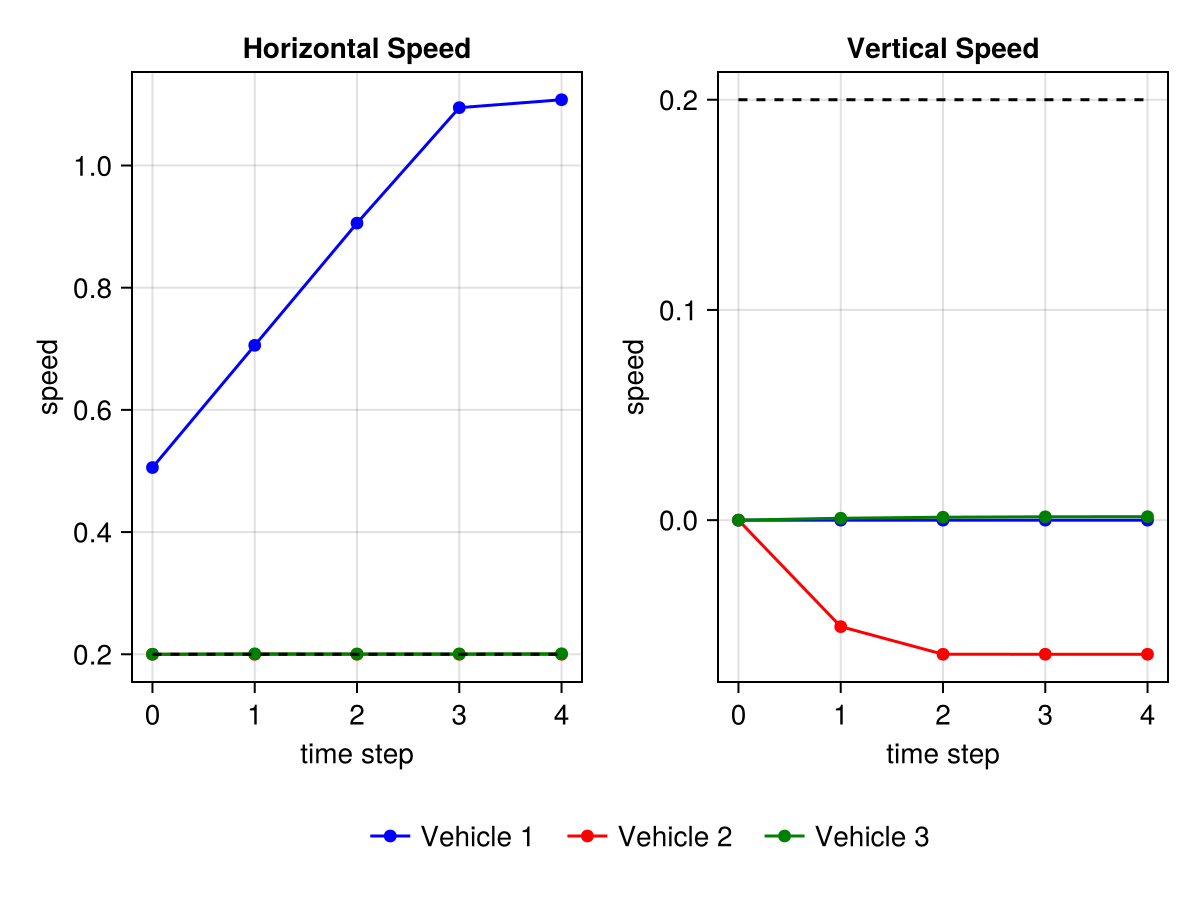 Horizontal Speed
1.0
0.8
0.6
0.4
0.2
speed
0 1 2 3 4
time step
Vertical Speed
0.2
0.1
0.0
speed
0 1 2 3 4
time step
Vehicle 1 Vehicle 2 Vehicle 3